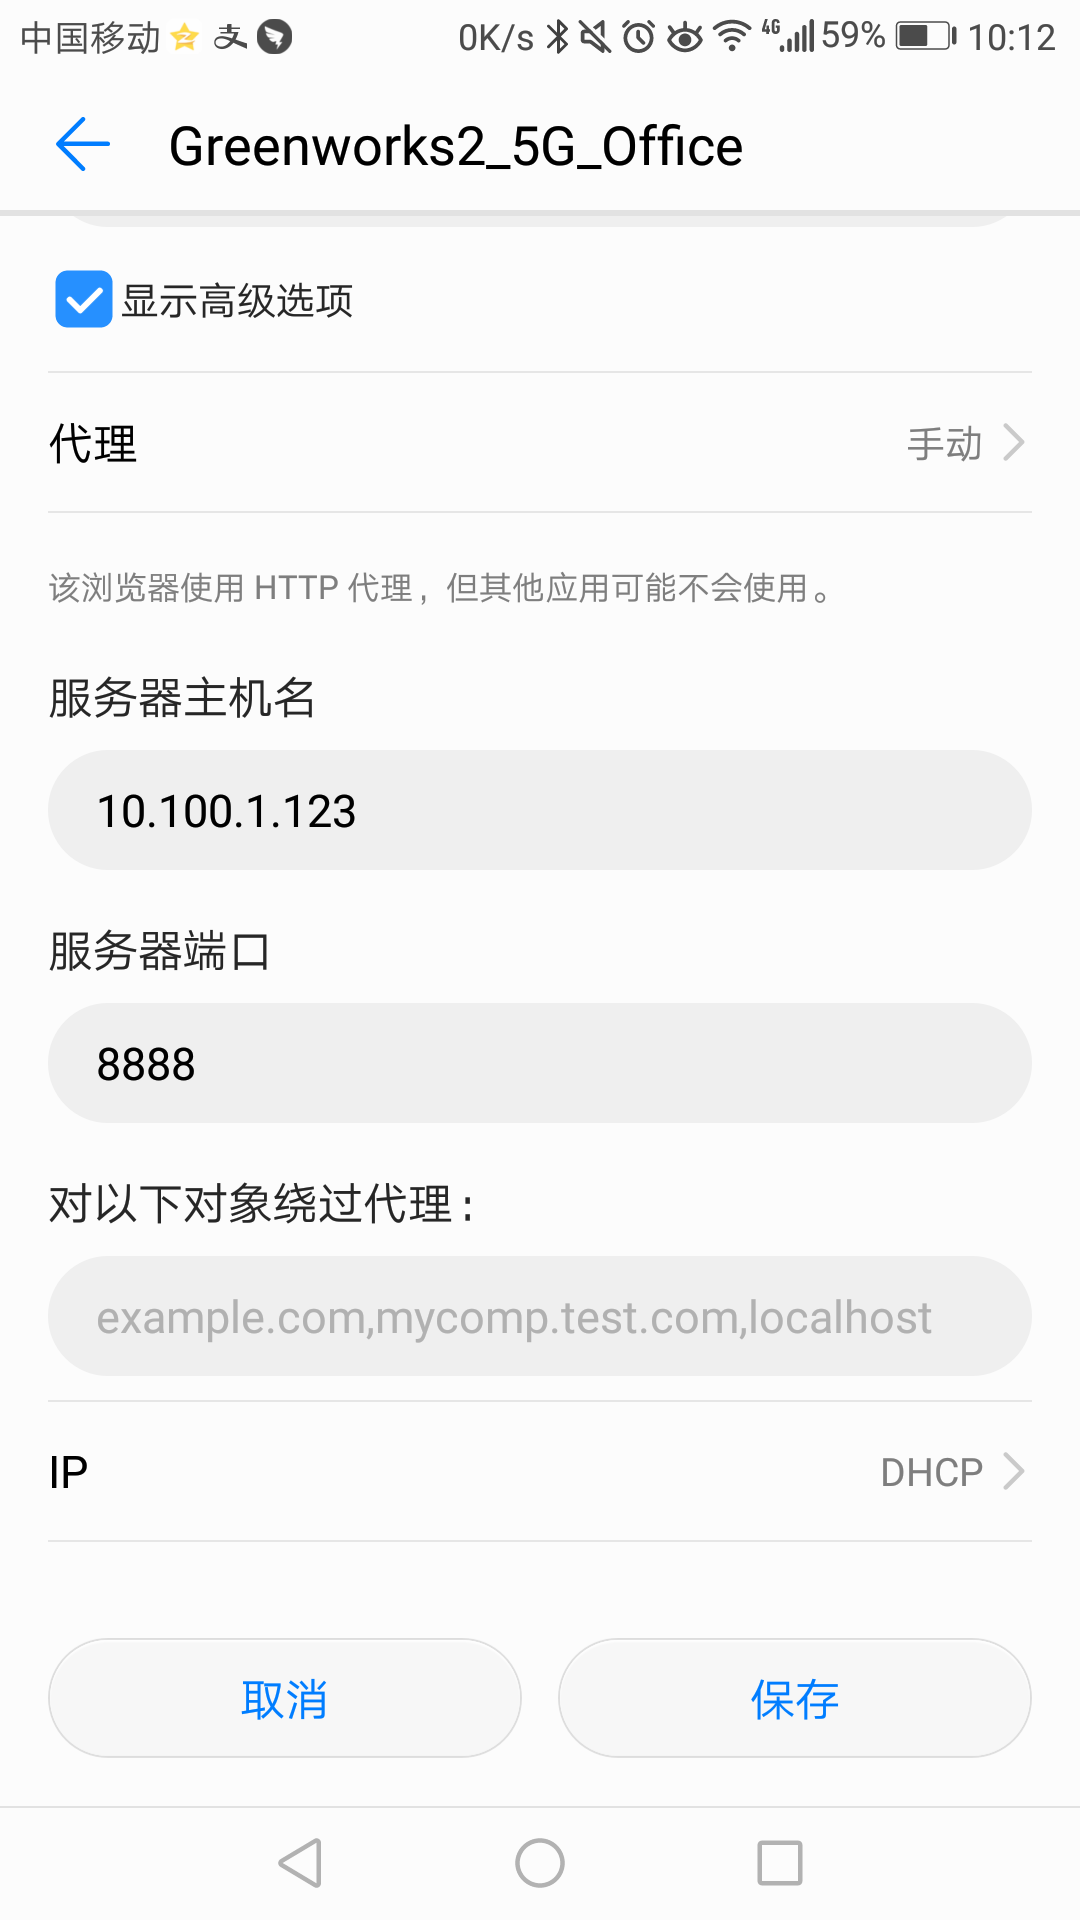 中国移动 支 0K/s 4G 59% 10:12
Greenworks2_5G_Office
显示高级选项
代理 手动
该浏览器使用 HTTP 代理，但其他应用可能不会使用。
服务器主机名
10.100.1.123
服务器端口
8888
对以下对象绕过代理：
example.com,mycomp.test.com,localhost
IP DHCP
取消 保存